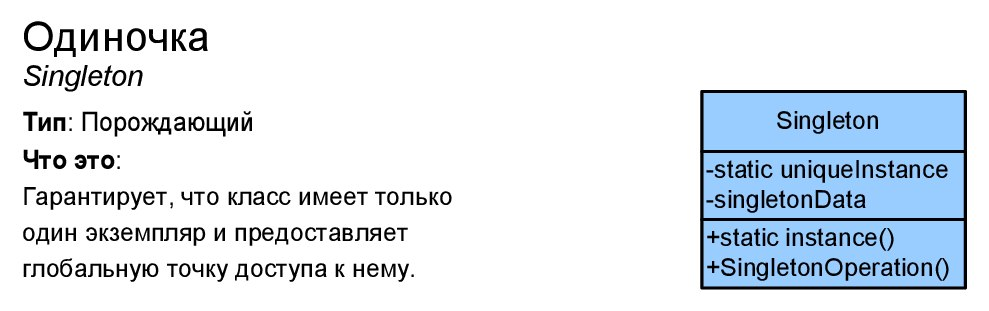 Одиночка
Singleton
Тип: Порождающий
Что это:
Гарантирует, что класс имеет только
один экземпляр и предоставляет
глобальную точку доступа к нему.
Singleton
-static uniqueInstance
-singletonData
+static instance()
+SingletonOperation()